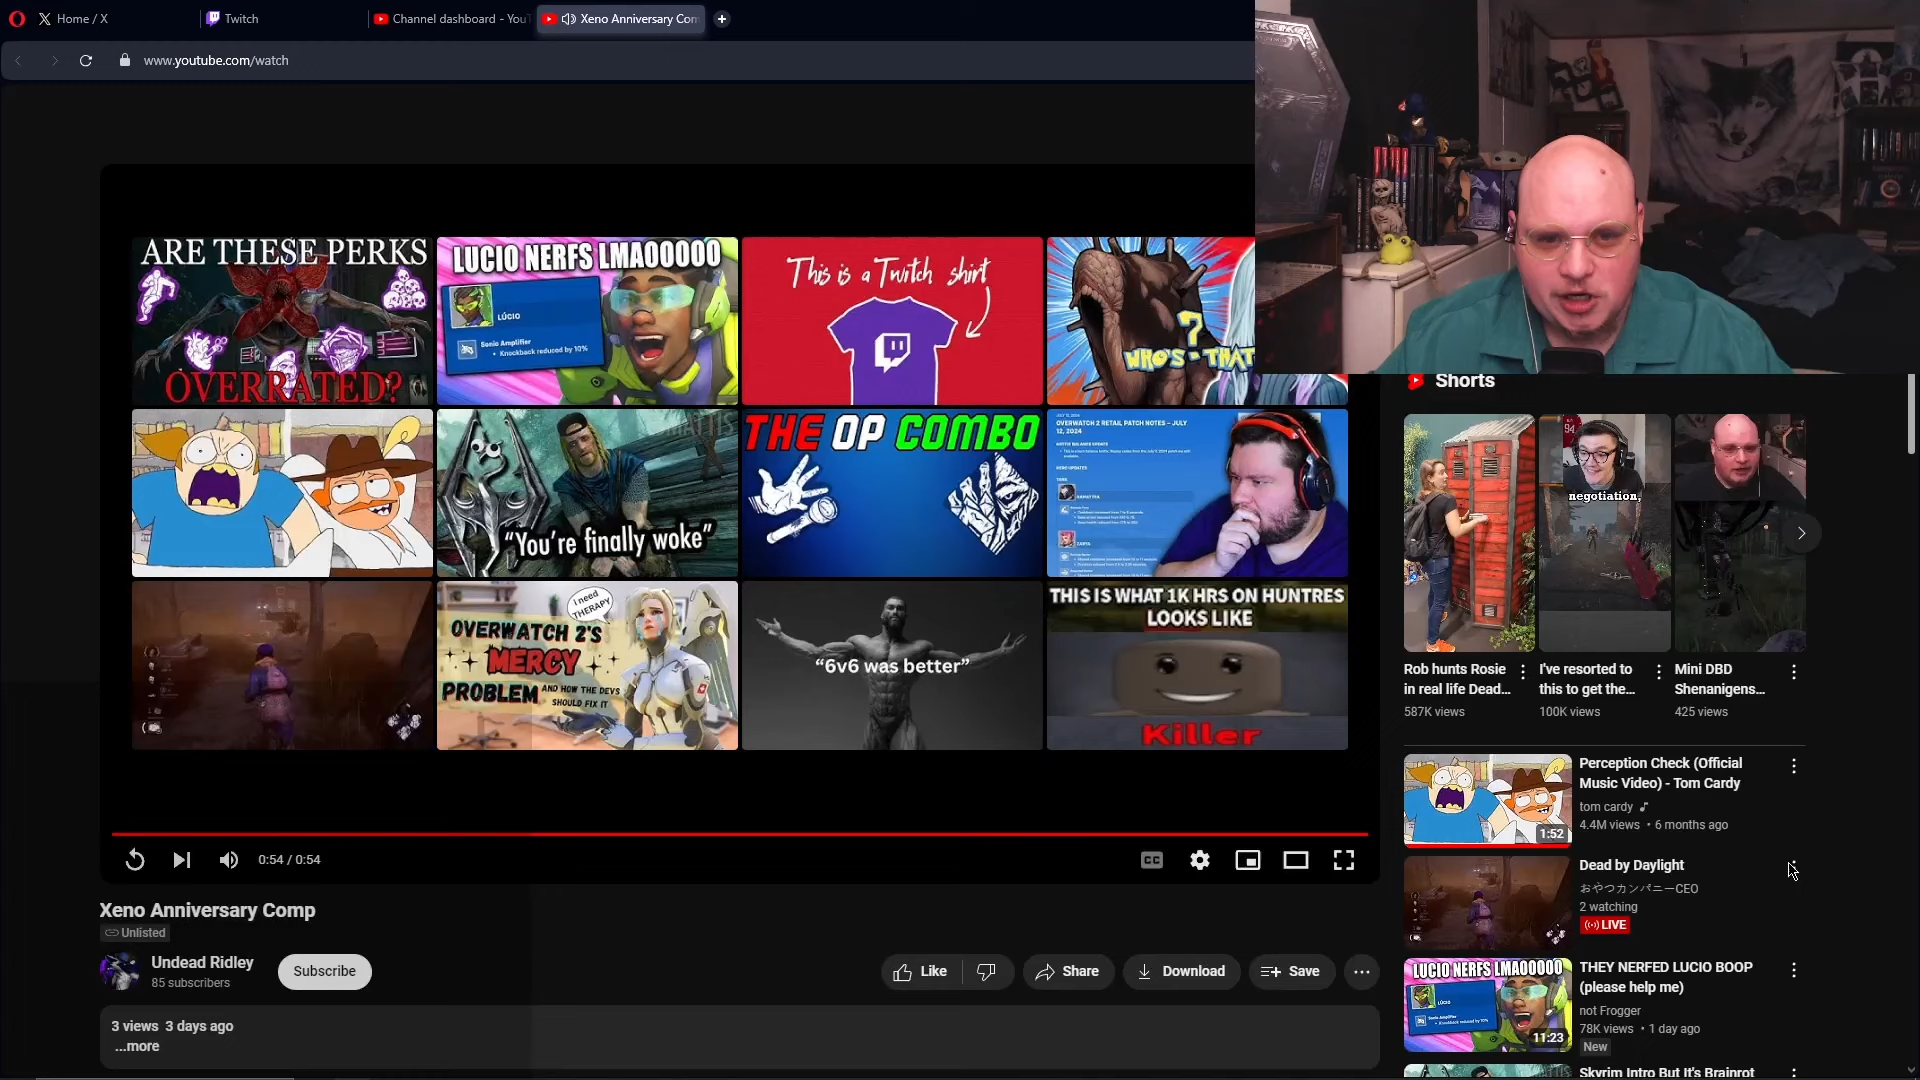 Home / X
Twitch
Channel dashboard - You
Xeno Anniversary Com
www.youtube.com/watch
ARE THESE PERKS
OVERRATED?
LUCIO NERFS LMAOOOOO
LÚCIO
Sonic Amplifier
• Knockback reduced by 10%
This is a Twitch shirt
?
WHO'S-THAT
"You're finally woke"
THE OP COMBO
OVERWATCH 2 RETAIL PATCH NOTES – JULY
12, 2024
i need
THERAPY
OVERWATCH 2'S
MERCY
PROBLEM
AND HOW THE DEVS
SHOULD FIX IT
"6v6 was better"
THIS IS WHAT 1K HRS ON HUNTRES
LOOKS LIKE
Killer
0:54 / 0:54
CC
Xeno Anniversary Comp
Unlisted
Undead Ridley
85 subscribers
Subscribe
Like
Share
Download
Save
3 views 3 days ago
...more
Shorts
94
negotiation,
Rob hunts Rosie
in real life Dead...
587K views
I've resorted to
this to get the...
100K views
Mini DBD
Shenanigens...
425 views
1:52
Perception Check (Official
Music Video) - Tom Cardy
tom cardy
4.4M views • 6 months ago
Dead by Daylight
おやつカンパニーCEO
2 watching
LIVE
LUCIO NERFS LMAOOOOO
LÚCIO
11:23
THEY NERFED LUCIO BOOP
(please help me)
not Frogger
78K views • 1 day ago
New
Skyrim Intro But It's Brainrot